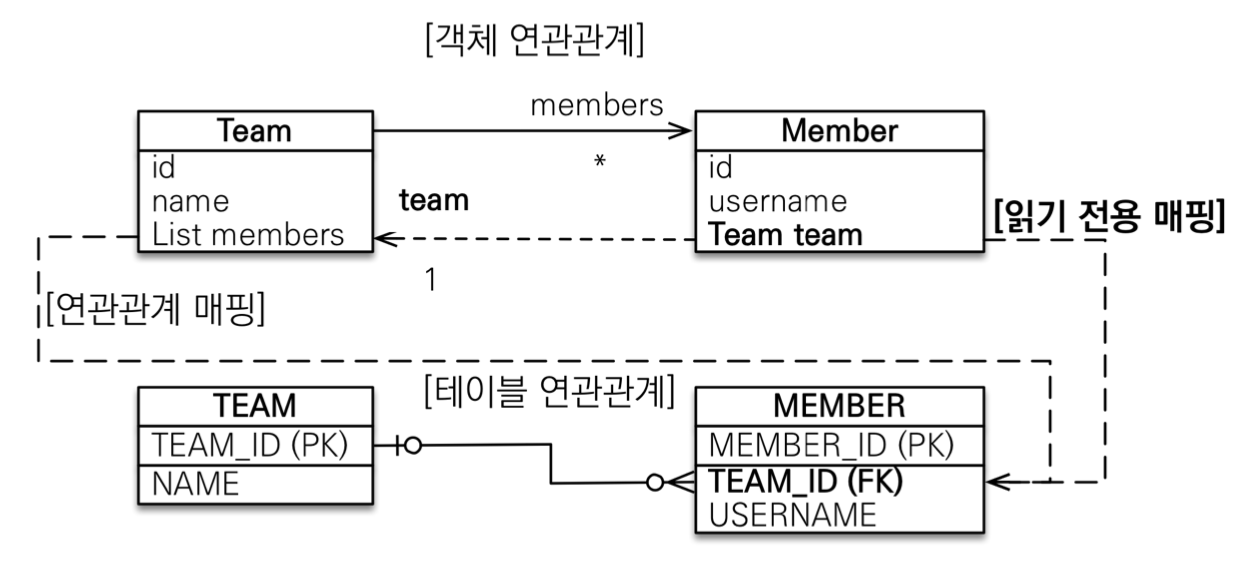 [객체 연관관계]
members
Team
id
name
List members
*
team
1
Member
id
username
Team team
[읽기 전용 매핑]
[연관관계 매핑]
[테이블 연관관계]
TEAM
TEAM_ID (PK)
NAME
MEMBER
MEMBER_ID (PK)
TEAM_ID (FK)
USERNAME